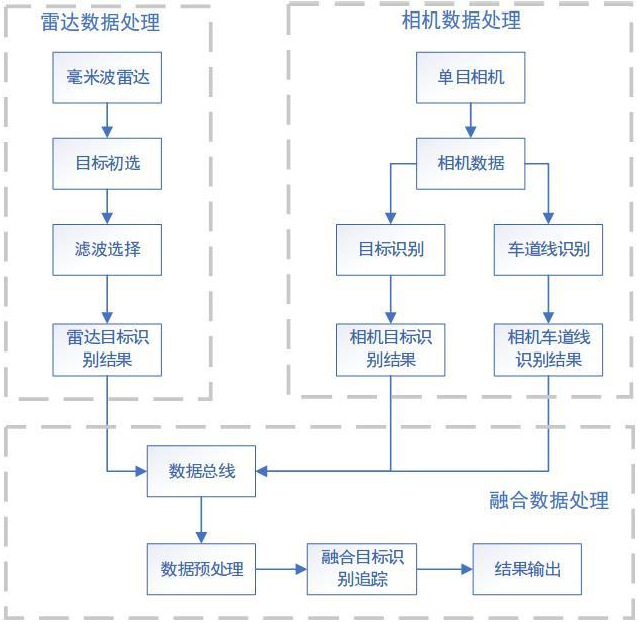 雷达数据处理
毫米波雷达
目标初选
滤波选择
雷达目标识
别结果
相机数据处理
单目相机
相机数据
目标识别
车道线识别
相机目标识
别结果
相机车道线
识别结果
数据总线
融合数据处理
数据预处理
融合目标识
别追踪
结果输出